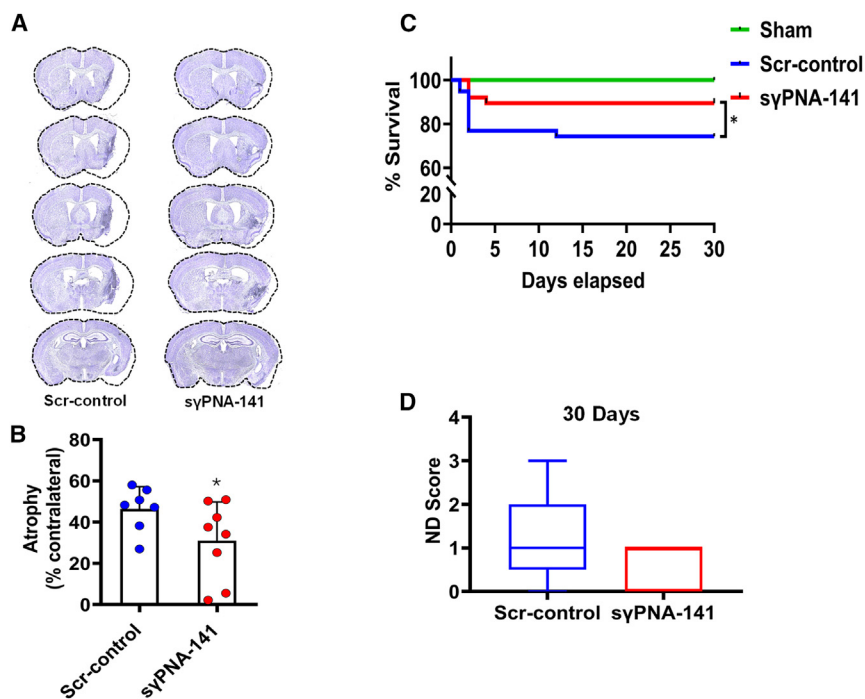 A
Scr-control
sγPNA-141
B
80
60
40
20
0
Atrophy
(% contralateral)
*
Scr-control
sγPNA-141
C
Sham
Scr-control
sγPNA-141
100
80
60
20
0
% Survival
*
0
5
10
15
20
25
30
Days elapsed
D
30 Days
4
3
2
1
0
ND Score
Scr-control
sγPNA-141